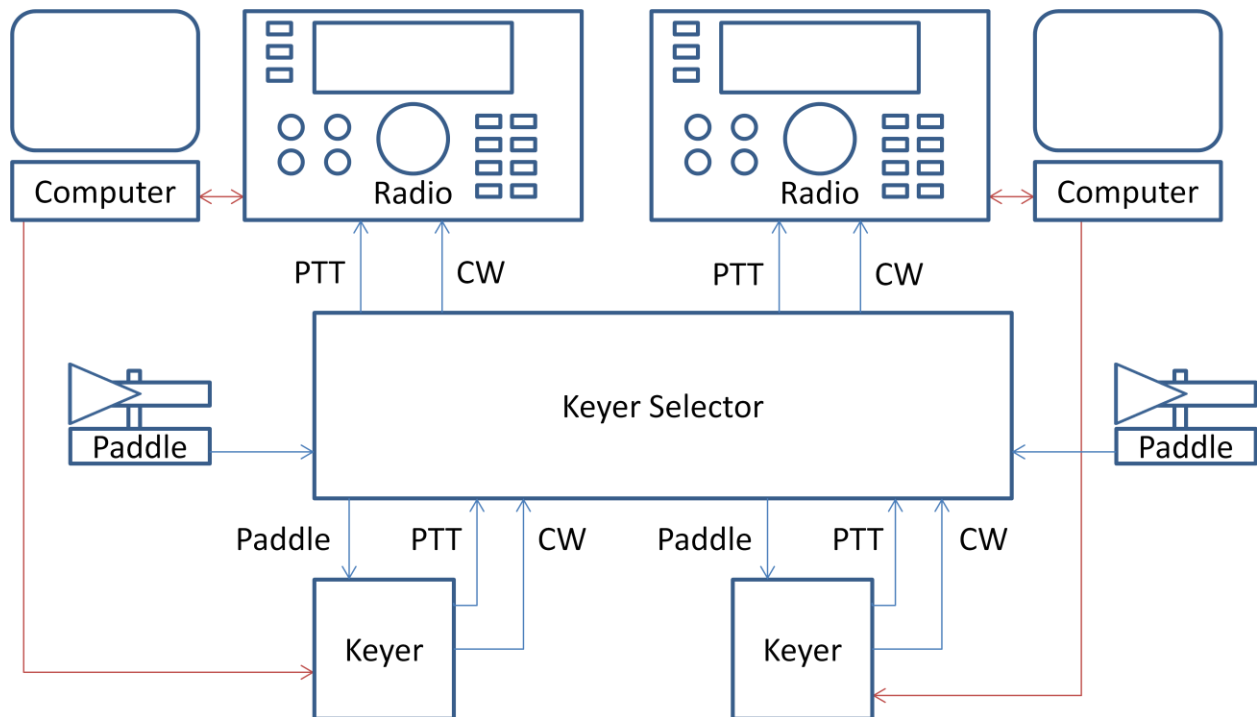 Computer
Radio
Radio
Computer
PTT
CW
PTT
CW
Keyer Selector
Paddle
Paddle
Paddle
PTT
CW
Paddle
PTT
CW
Keyer
Keyer